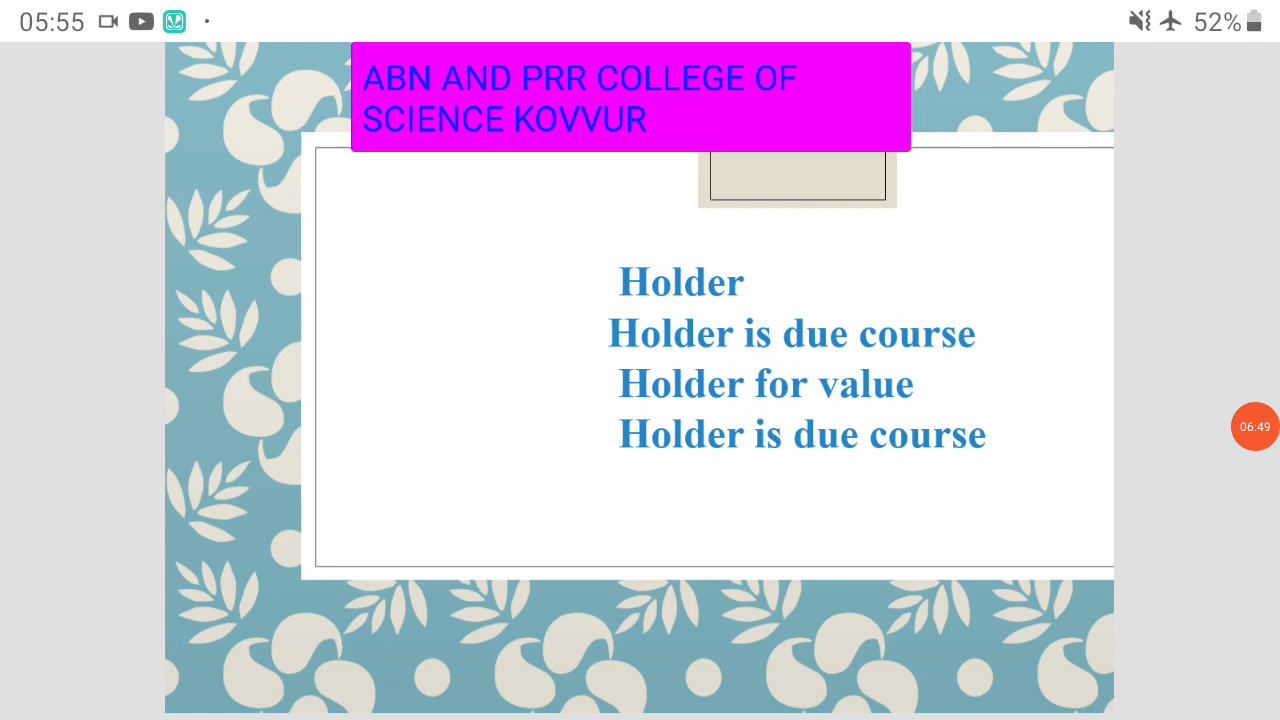 05:55
52%
ABN AND PRR COLLEGE OF
SCIENCE KOVVUR
Holder
Holder is due course
Holder for value
Holder is due course
06:49